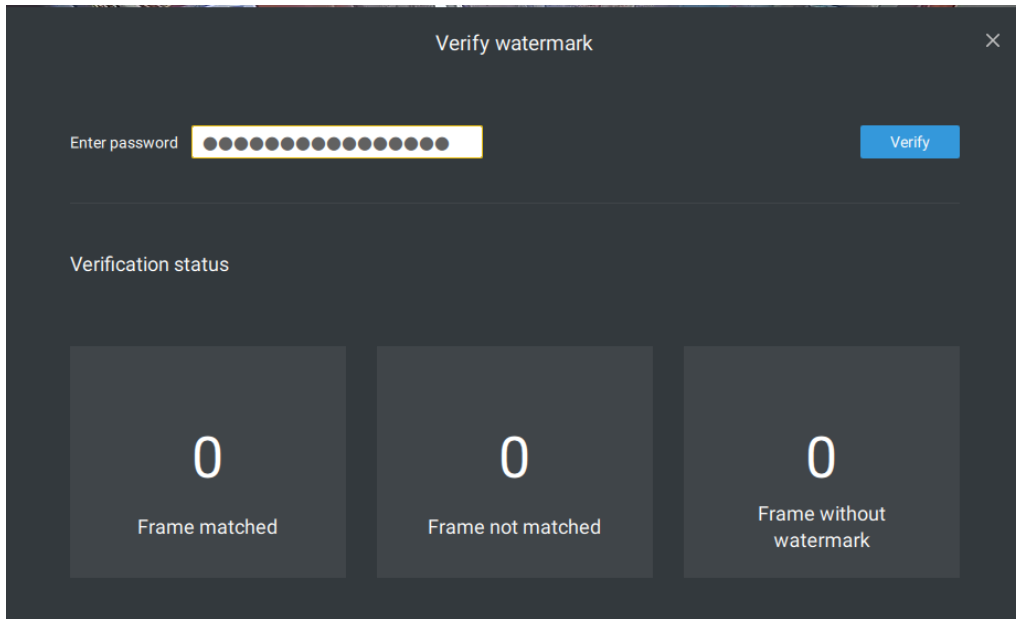 Verify watermark
Enter password
Verify
Verification status
0
Frame matched
0
Frame not matched
0
Frame without
watermark